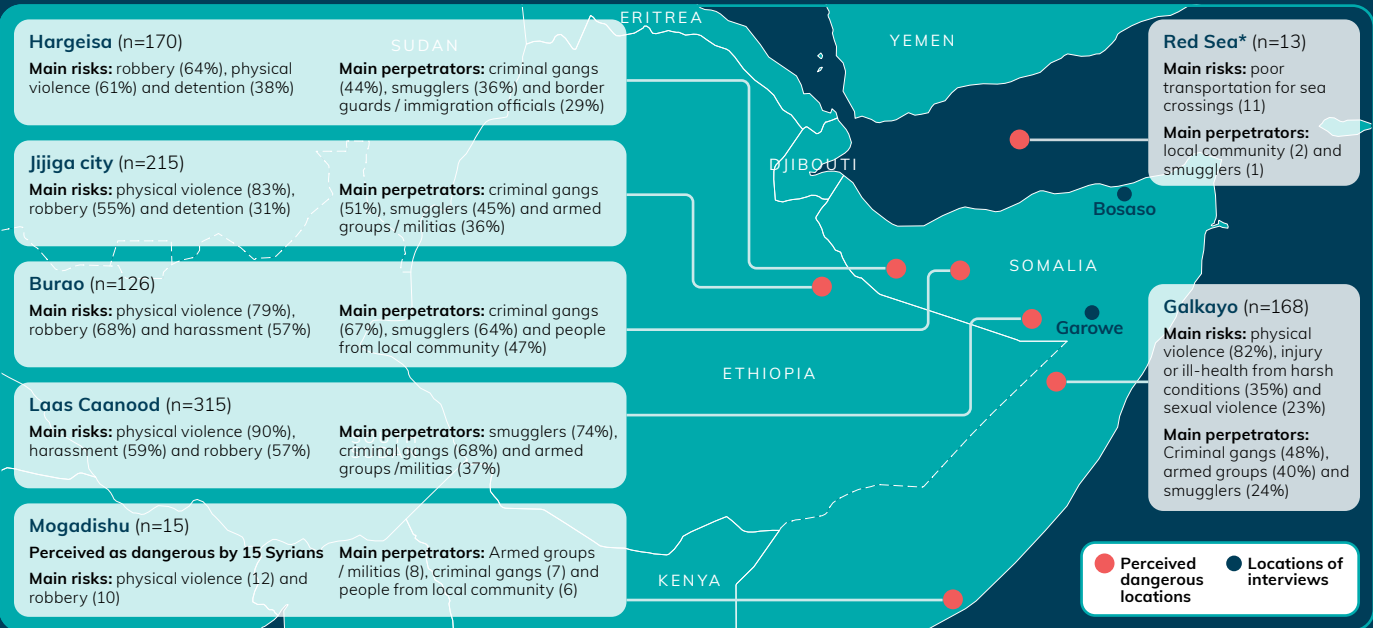 Hargeisa (n=170)
Main risks: robbery (64%), physical
violence (61%) and detention (38%)
Main perpetrators: criminal gangs
(44%), smugglers (36%) and border
guards / immigration officials (29%)
Jijiga city (n=215)
Main risks: physical violence (83%),
robbery (55%) and detention (31%)
Main perpetrators: criminal gangs
(51%), smugglers (45%) and armed
groups / militias (36%)
Burao (n=126)
Main risks: physical violence (79%),
robbery (68%) and harassment (57%)
Main perpetrators: criminal gangs
(67%), smugglers (64%) and people
from local community (47%)
Laas Caanood (n=315)
Main risks: physical violence (90%),
harassment (59%) and robbery (57%)
Main perpetrators: smugglers (74%),
criminal gangs (68%) and armed
groups /militias (37%)
Mogadishu (n=15)
Perceived as dangerous by 15 Syrians
Main risks: physical violence (12) and
robbery (10)
Main perpetrators: Armed groups
/ militias (8), criminal gangs (7) and
people from local community (6)
SUDAN
ERITREA
YEMEN
DJIBOUTI
SOMALIA
ETHIOPIA
KENYA
Bosaso
Garowe
Red Sea* (n=13)
Main risks: poor
transportation for sea
crossings (11)
Main perpetrators:
local community (2) and
smugglers (1)
Galkayo (n=168)
Main risks: physical
violence (82%), injury
or ill-health from harsh
conditions (35%) and
sexual violence (23%)
Main perpetrators:
Criminal gangs (48%),
armed groups (40%) and
smugglers (24%)
Perceived
dangerous
locations
Locations of
interviews